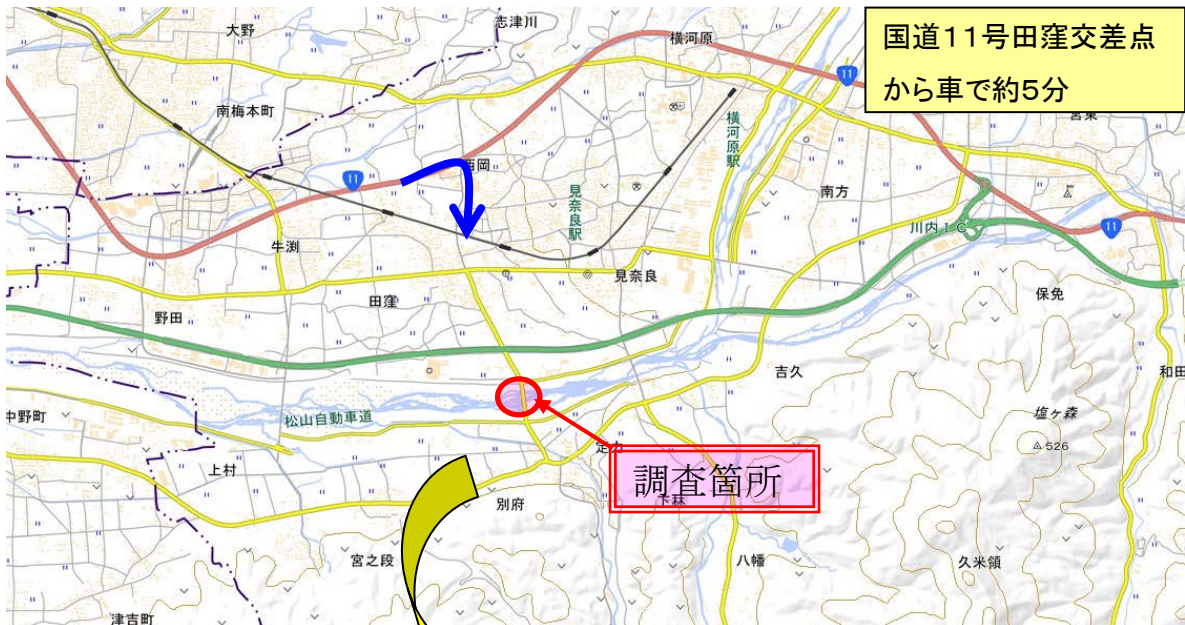 志津川
大野
横河原
国道11号田窪交差点
から車で約5分
11
南梅本町
横河原駅
西岡
11
南方
見奈良駅
川内IC
11
牛渕
見奈良
保免
田窪
野田
吉久
和田
中野町
松山自動車道
塩ヶ森
526
上村
調査箇所
別府
宮之段
八幡
久米領
津吉町